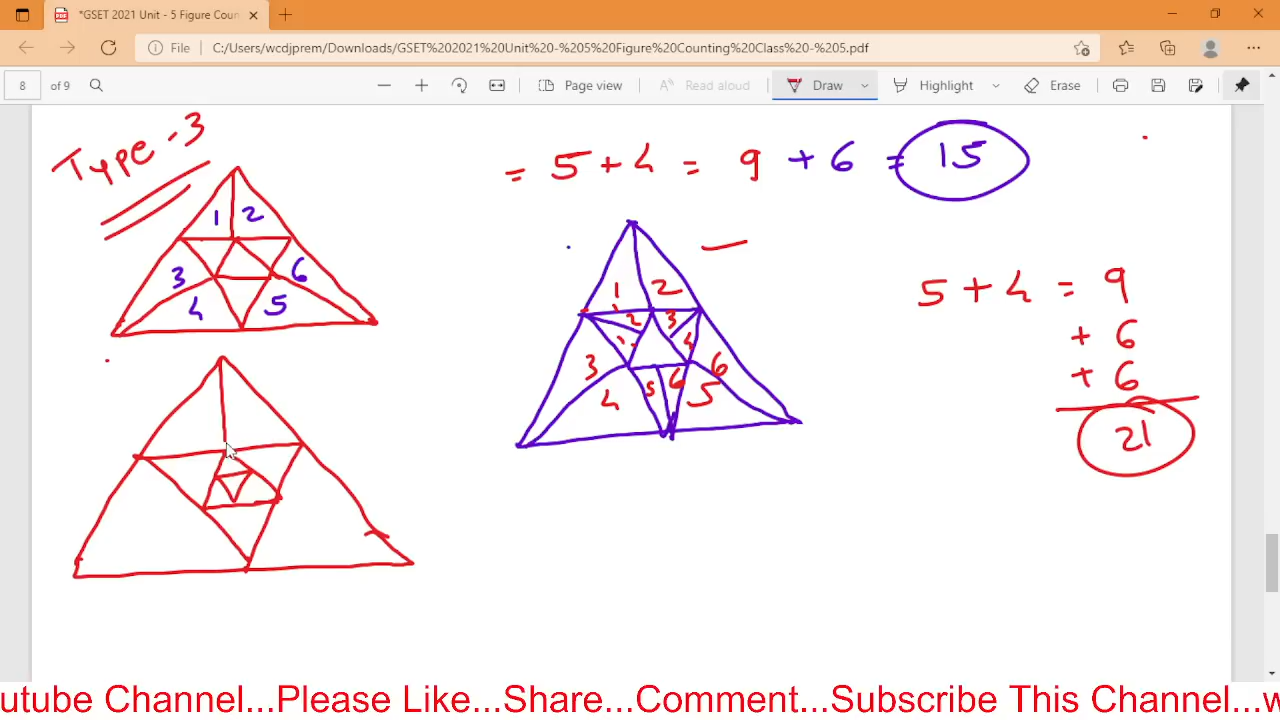 *GSET 2021 Unit - 5 Figure Coun
File C:/Users/wcdjprem/Downloads/GSET%202021%20Unit%20-%205%20Figure%20Counting%20Class%20-%205.pdf
8 of 9 Page view Read aloud Draw Highlight Erase
Type-3
= 5+4 = 9 +6 = 15
1 2
3 4 5 6
1 2
1 2 3 4
3 4 5 6 5 6
5+4 = 9
+ 6
+ 6
21
utube Channel...Please Like...Share...Comment...Subscribe This Channel...w